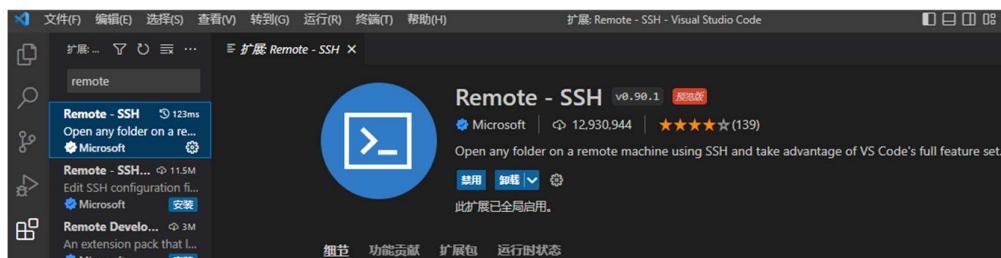 文件(F) 编辑(E) 选择(S) 查看(V) 转到(G) 运行(R) 终端(T) 帮助(H) 扩展: Remote - SSH - Visual Studio Code
扩展: ...
扩展: Remote - SSH
remote
Remote - SSH 123ms
Open any folder on a re...
Microsoft
Remote - SSH... 11.5M
Edit SSH configuration fi...
Microsoft 安装
Remote Develo... 3M
An extension pack that l...
Remote - SSH v0.90.1 预览版
Microsoft 12,930,944 (139)
Open any folder on a remote machine using SSH and take advantage of VS Code's full feature set.
禁用 卸载
此扩展已全局启用。
细节 功能贡献 扩展包 运行时状态